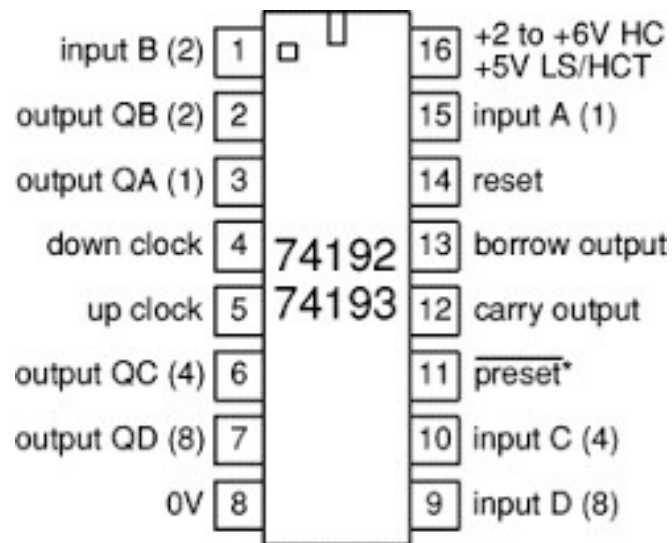 input B (2) 1
output QB (2) 2
output QA (1) 3
down clock 4
up clock 5
output QC (4) 6
output QD (8) 7
0V 8
74192
74193
16 +2 to +6V HC
+5V LS/HCT
15 input A (1)
14 reset
13 borrow output
12 carry output
11 preset*
10 input C (4)
9 input D (8)